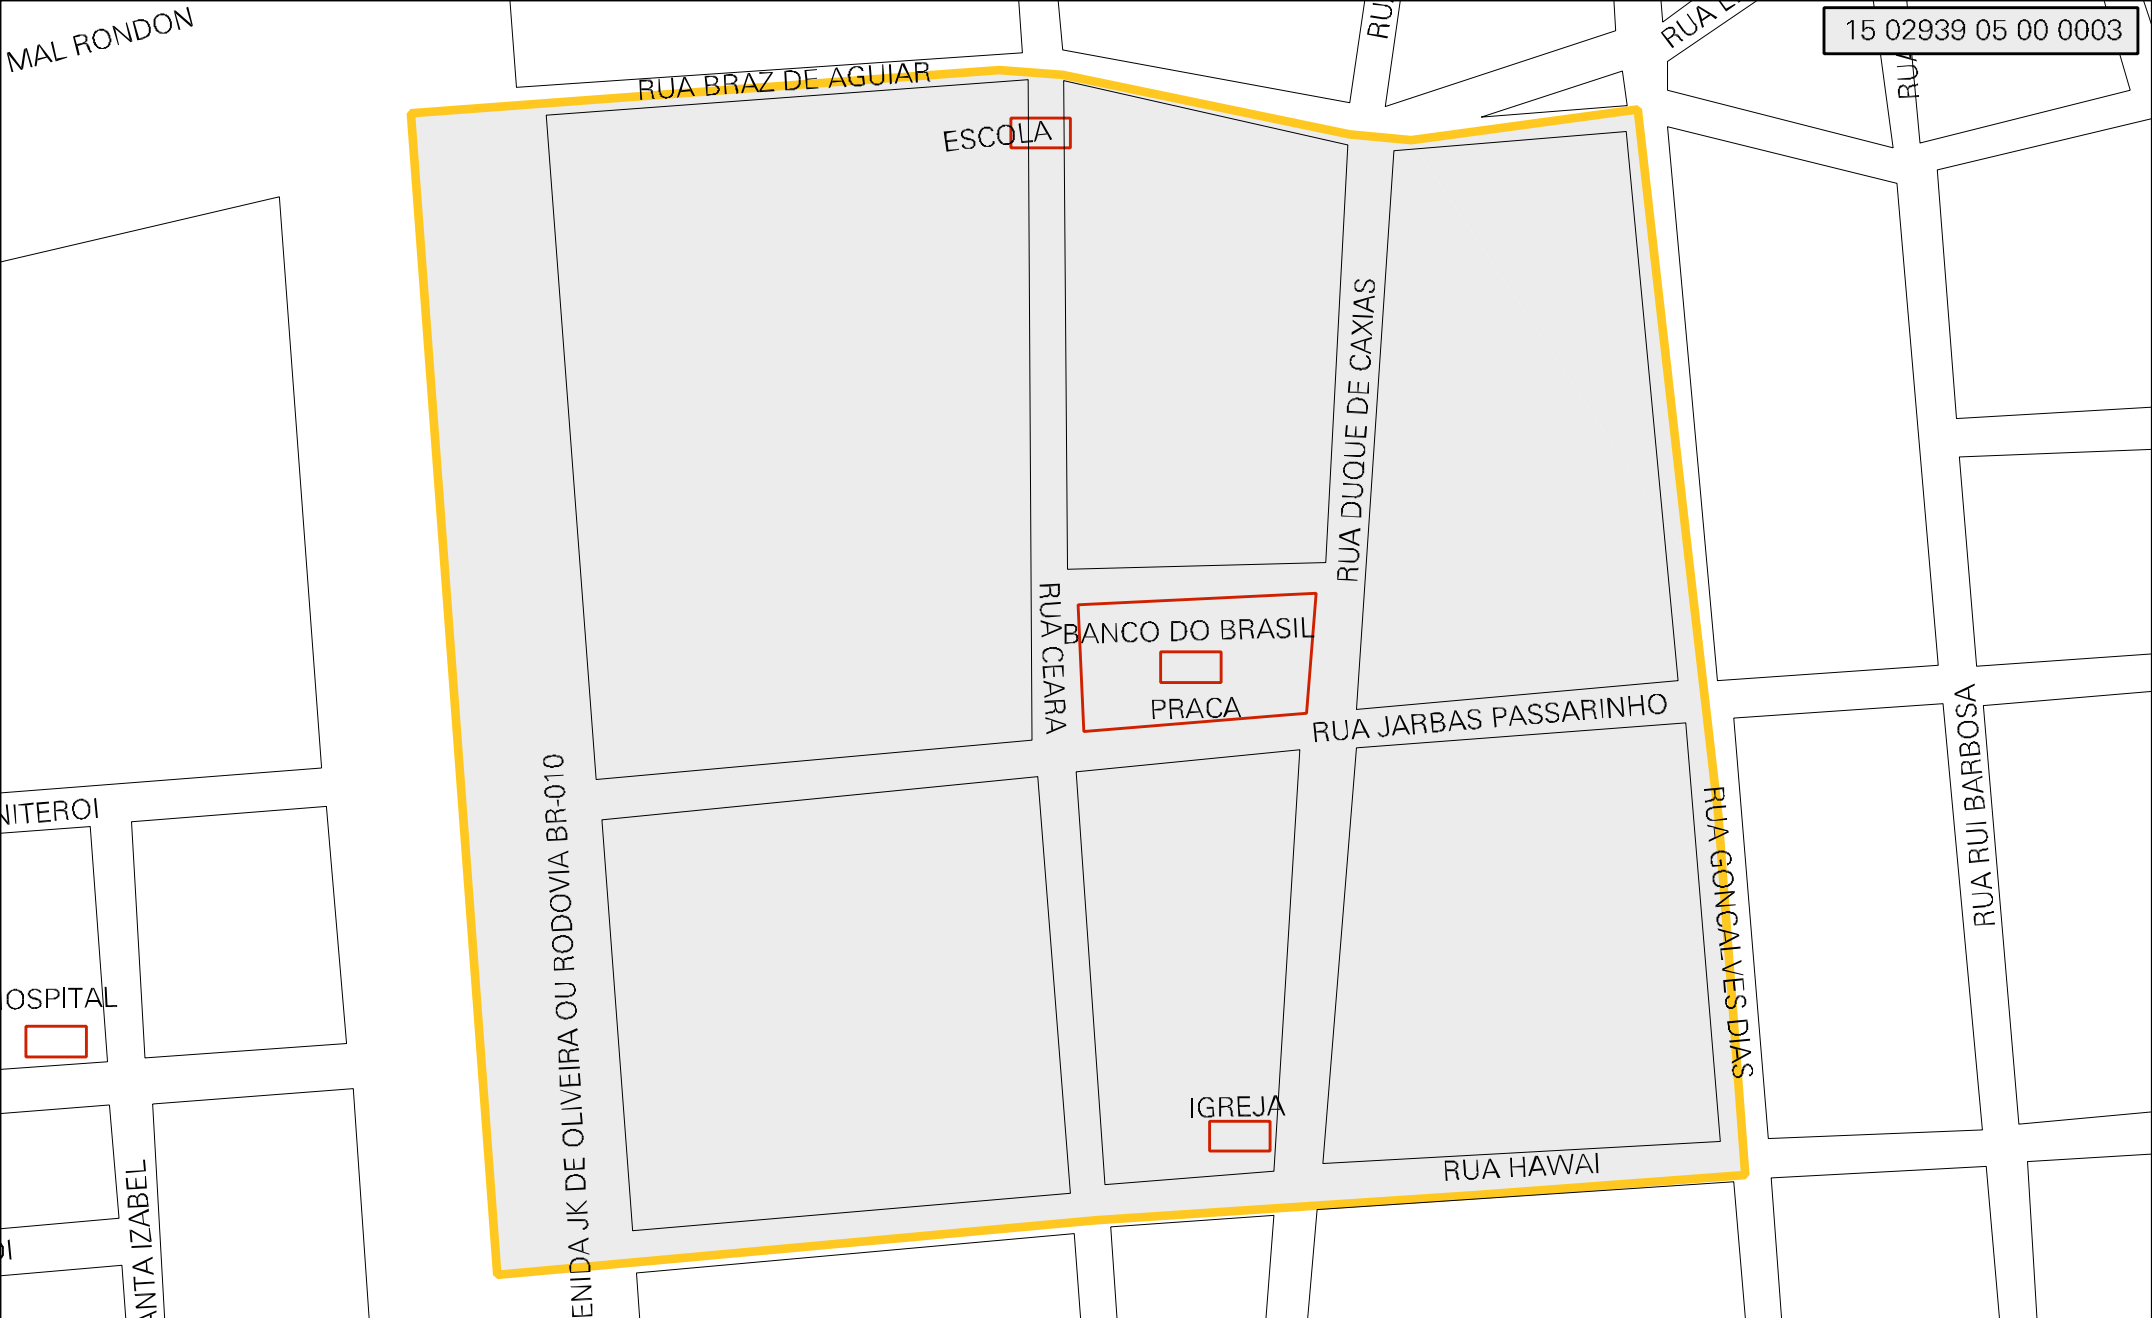 MAL RONDON
15 02939 05 00 0003
RUA BRAZ DE AGUIAR
ESCOLA
RUA DUQUE DE CAXIAS
RUA CEARA
BANCO DO BRASIL
PRACA
RUA JARBAS PASSARINHO
RUA RUI BARBOSA
NITEROI
RUA GONCALVES DIAS
ENIDA JK DE OLIVEIRA OU RODOVIA BR-010
OSPITAL
IGREJA
RUA HAWAI
ANTA IZABEL
RUA